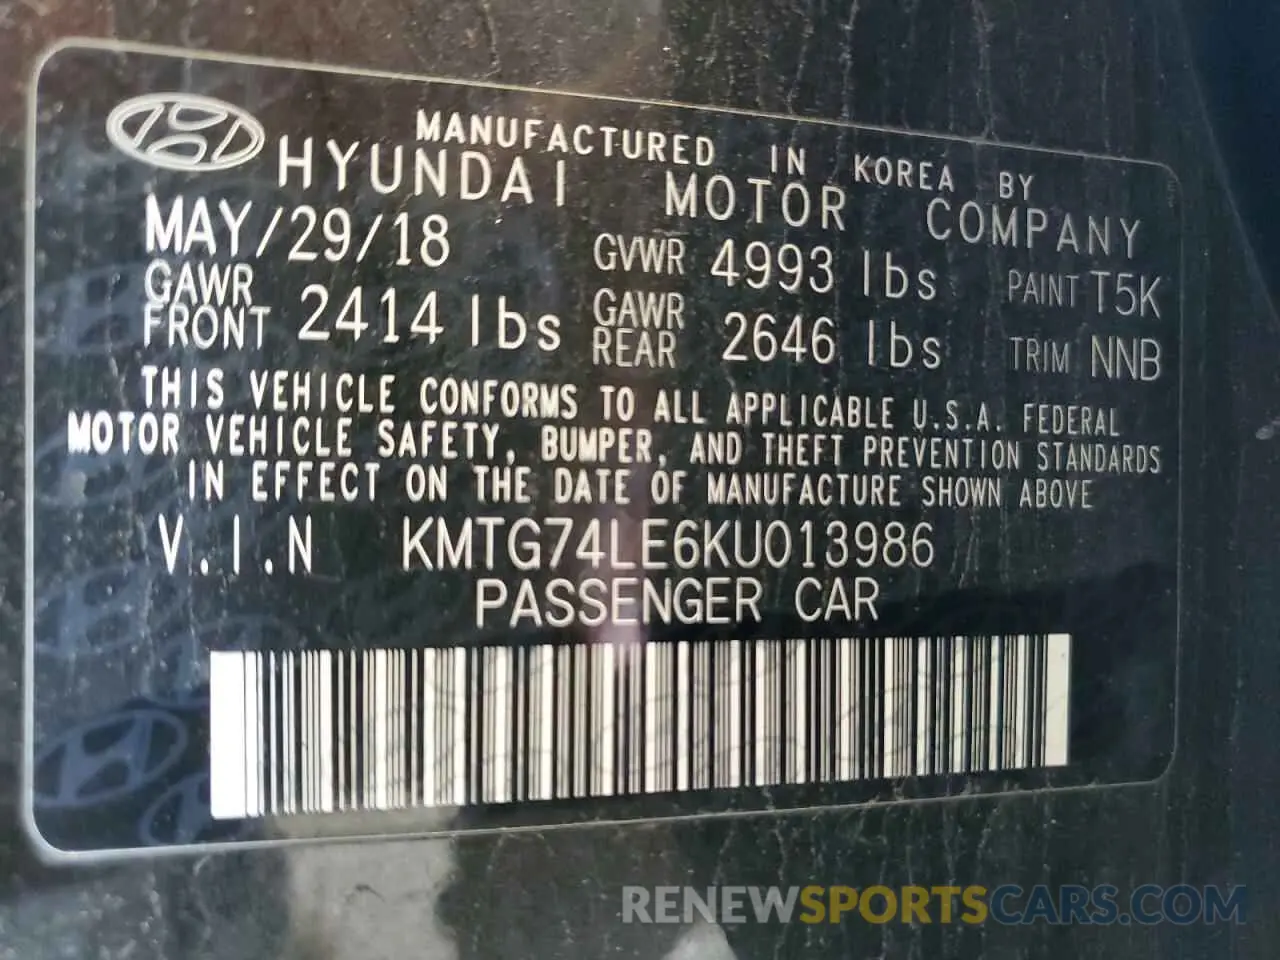 MANUFACTURED IN KOREA BY
HYUNDAI MOTOR COMPANY
MAY/29/18 GVWR 4993 lbs PAINT T5K
GAWR FRONT 2414 lbs GAWR REAR 2646 lbs TRIM NNB
THIS VEHICLE CONFORMS TO ALL APPLICABLE U.S.A. FEDERAL
MOTOR VEHICLE SAFETY, BUMPER, AND THEFT PREVENTION STANDARDS
IN EFFECT ON THE DATE OF MANUFACTURE SHOWN ABOVE
V.I.N KMTG74LE6KU013986
PASSENGER CAR
RENEWSPORTSCARS.COM